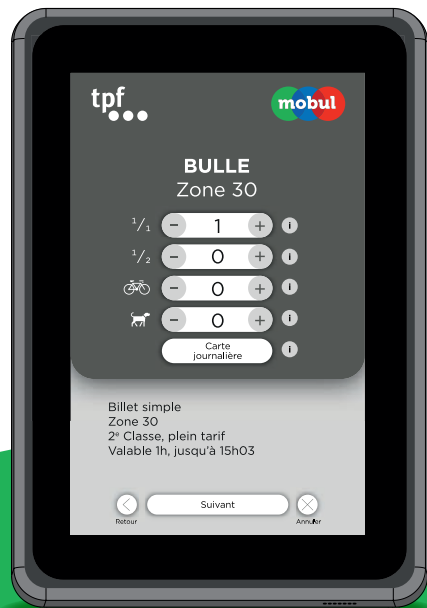 tpf
mobul
BULLE
Zone 30
1/1 - 1 + i
1/2 - 0 + i
- 0 + i
- 0 + i
Carte
journalière i
Billet simple
Zone 30
2e Classe, plein tarif
Valable 1h, jusqu'à 15h03
Suivant
Retour Annuler